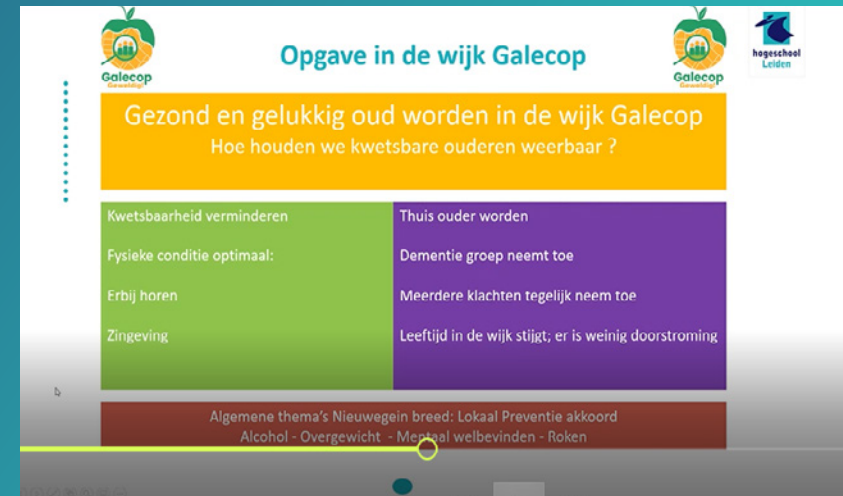 Galecop
Geweldig!
Opgave in de wijk Galecop
Galecop
Geweldig!
hogeschool
Leiden
Gezond en gelukkig oud worden in de wijk Galecop
Hoe houden we kwetsbare ouderen weerbaar ?
Kwetsbaarheid verminderen
Fysieke conditie optimaal:
Erbij horen
Zingeving
Thuis ouder worden
Dementie groep neemt toe
Meerdere klachten tegelijk neem toe
Leeftijd in de wijk stijgt; er is weinig doorstroming
Algemene thema's Nieuwegein breed: Lokaal Preventie akkoord
Alcohol - Overgewicht - Mentaal welbevinden - Roken